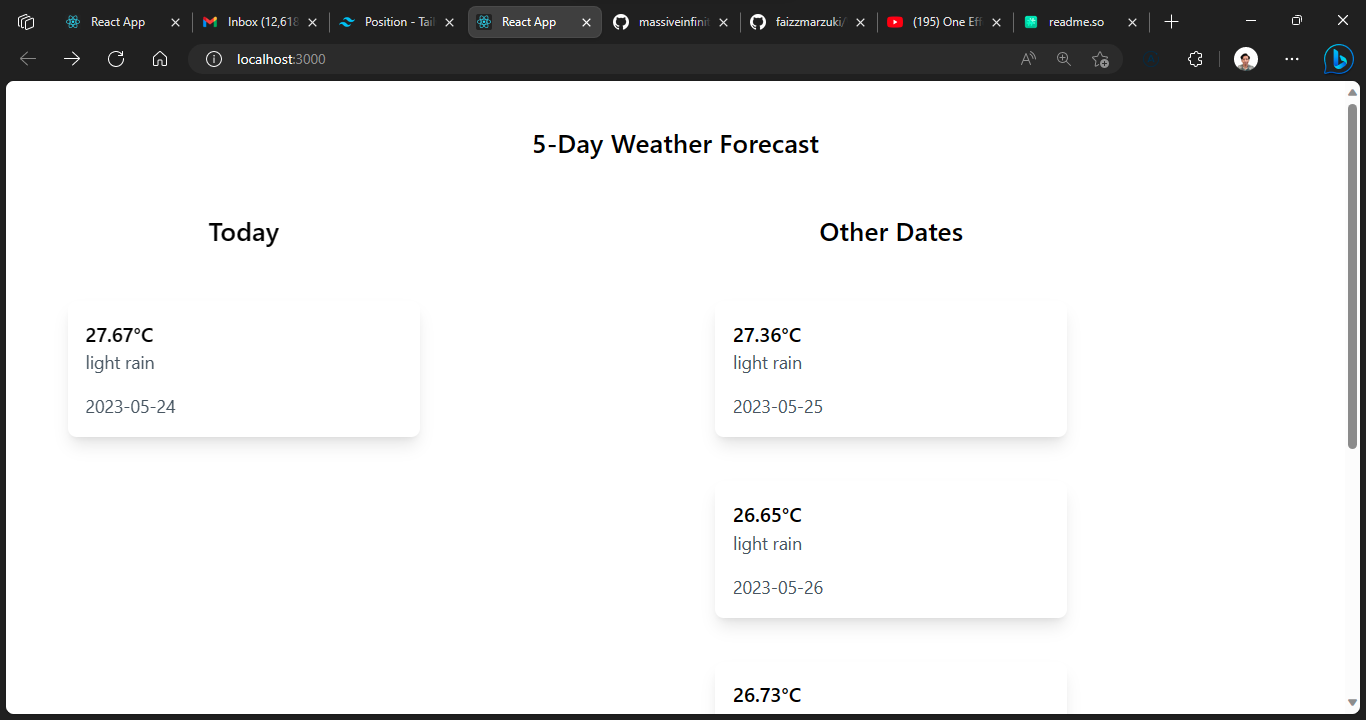 React App
Inbox (12,618
Position - Tail
React App
massiveinfinit
faizzmarzuki/
(195) One Eff
readme.so
localhost:3000
5-Day Weather Forecast
Today
Other Dates
27.67°C
light rain
2023-05-24
27.36°C
light rain
2023-05-25
26.65°C
light rain
2023-05-26
26.73°C